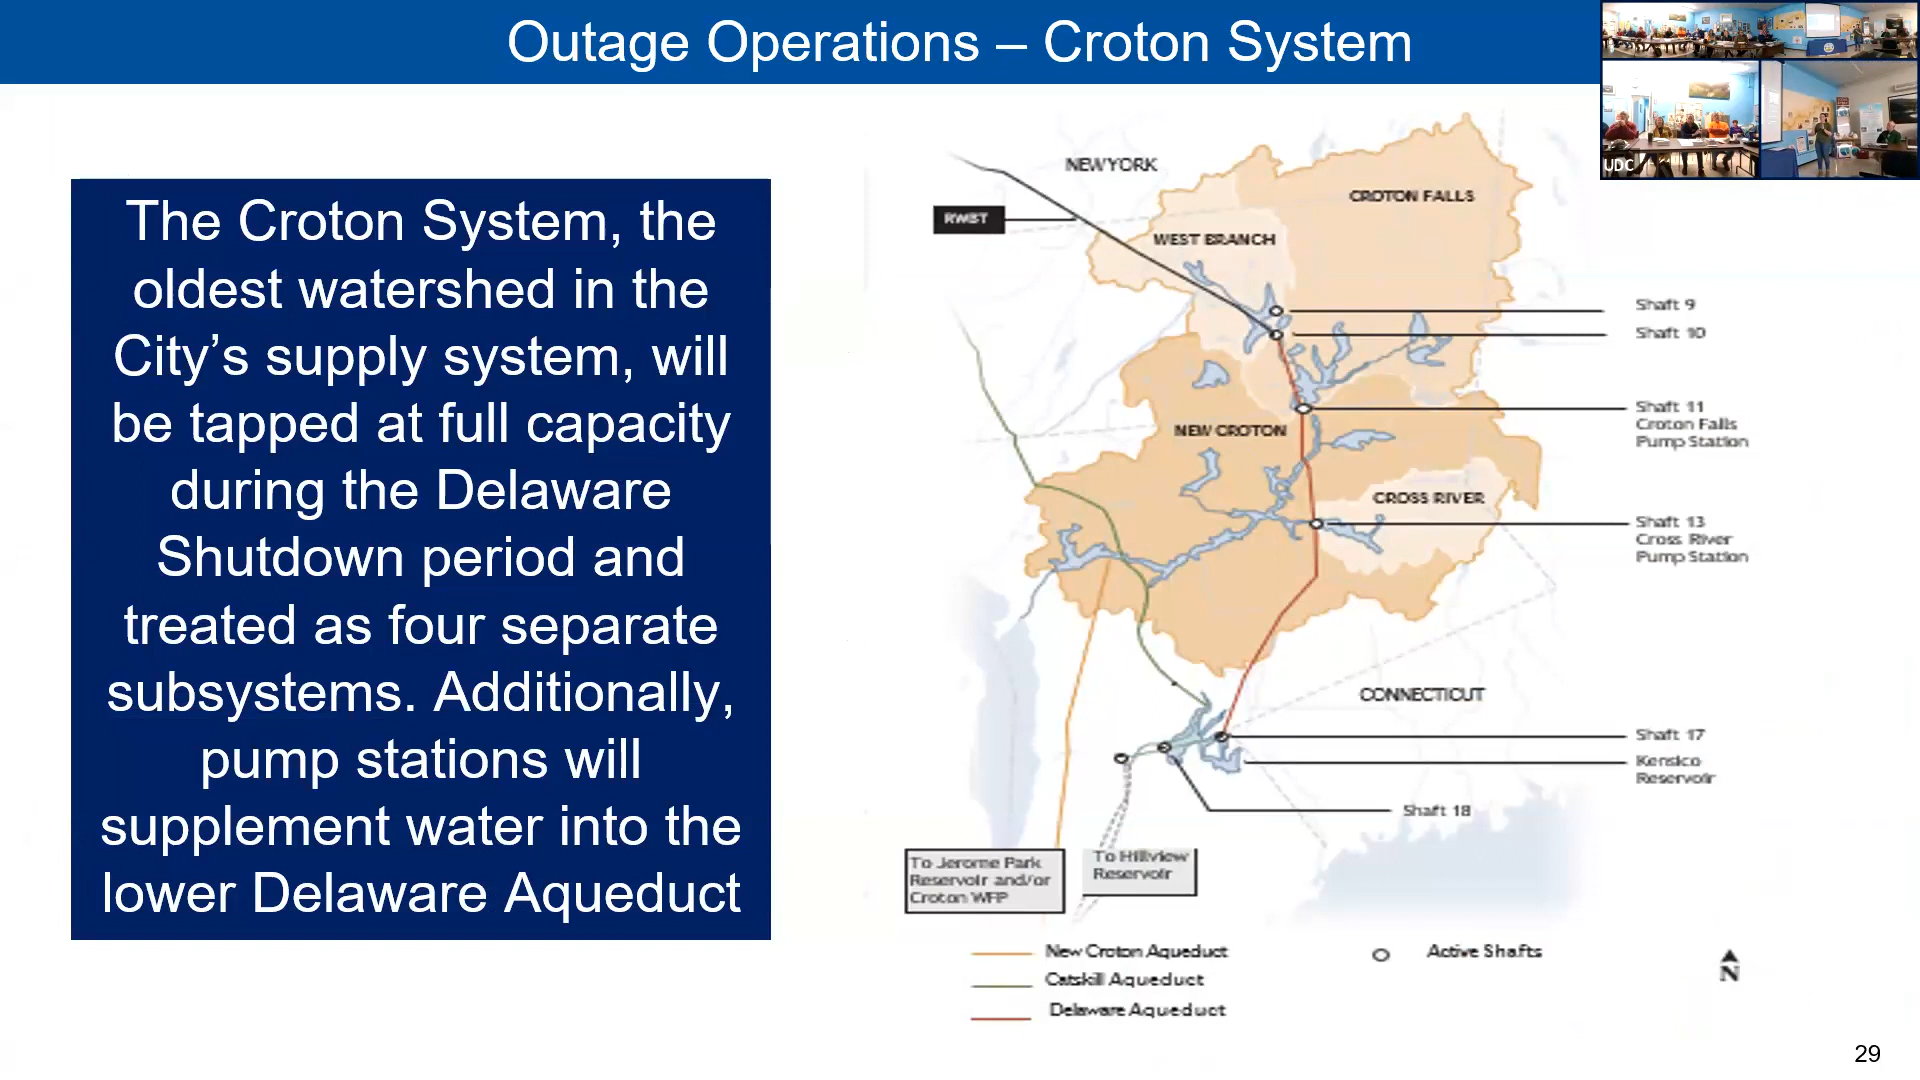 Outage Operations – Croton System
UDC
The Croton System, the
oldest watershed in the
City’s supply system, will
be tapped at full capacity
during the Delaware
Shutdown period and
treated as four separate
subsystems. Additionally,
pump stations will
supplement water into the
lower Delaware Aqueduct
NEW YORK
RWBT
CROTON FALLS
WEST BRANCH
Shaft 9
Shaft 10
Shaft 11
Croton Falls
Pump Station
NEW CROTON
CROSS RIVER
Shaft 13
Cross River
Pump Station
CONNECTICUT
Shaft 17
Kensico
Reservoir
Shaft 18
To Jerome Park
Reservoir and/or
Croton WFP
To Hillview
Reservoir
New Croton Aqueduct
Catskill Aqueduct
Delaware Aqueduct
Active Shafts
N
29